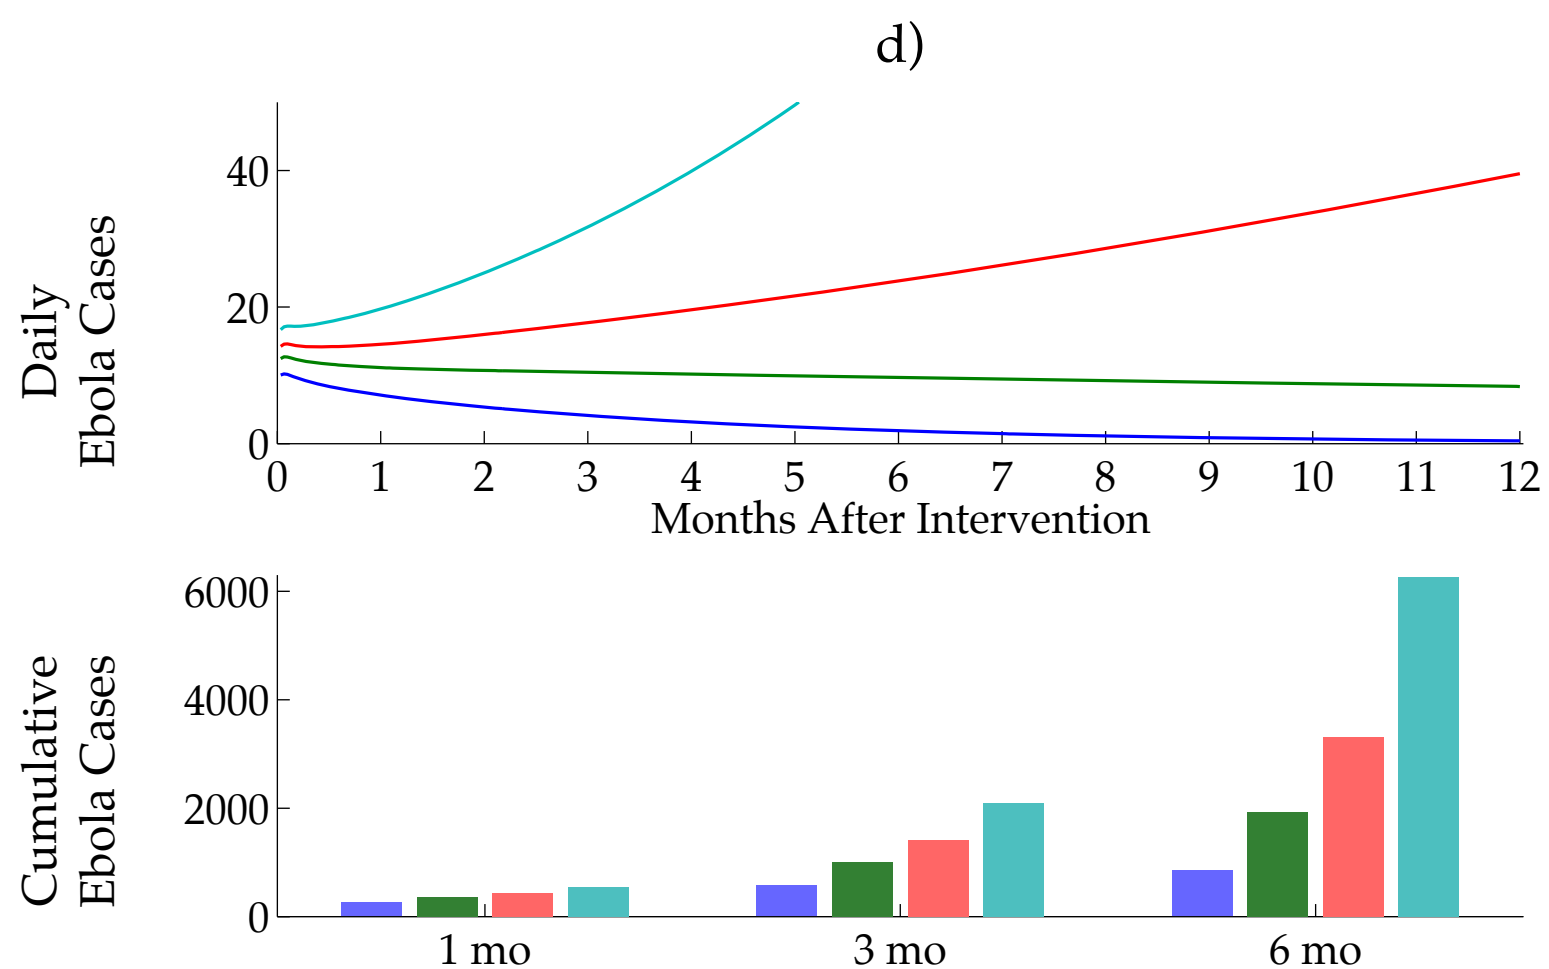 d)
Daily
Ebola Cases
40
20
0
0 1 2 3 4 5 6 7 8 9 10 11 12
Months After Intervention
Cumulative
Ebola Cases
6000
4000
2000
0
1 mo 3 mo 6 mo